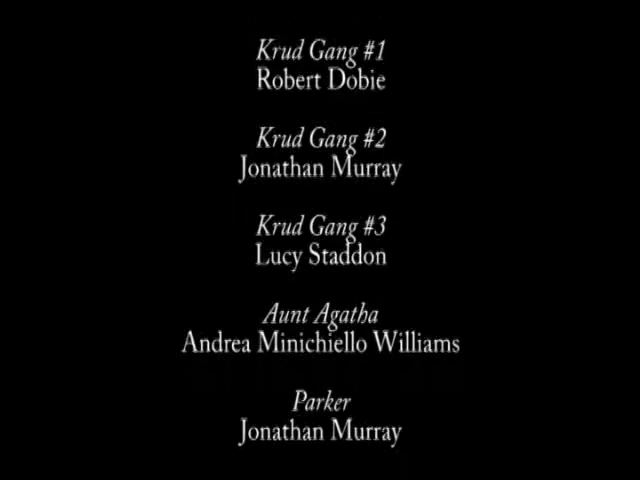 Krud Gang #1
Robert Dobie
Krud Gang #2
Jonathan Murray
Krud Gang #3
Lucy Staddon
Aunt Agatha
Andrea Minichiello Williams
Parker
Jonathan Murray